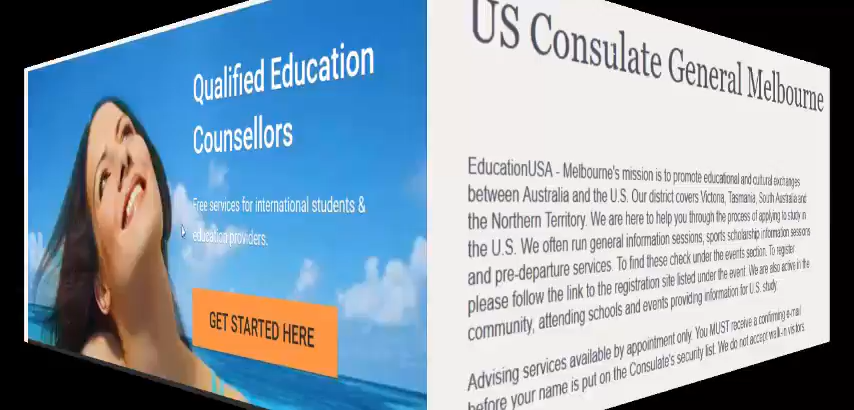 Qualified Education
Counsellors
Free services for international students &
education providers.
GET STARTED HERE
US Consulate General Melbourne
EducationUSA - Melbourne's mission is to promote educational and cultural exchanges
between Australia and the U.S. Our district covers Victoria, Tasmania, South Australia and
the Northern Territory. We are here to help you through the process of applying to study in
the U.S. We often run general information sessions, sports scholarship information sessions
and pre-departure services. To find these check under the events section. To register
please follow the link to the registration site listed under the event. We are also active in the
community, attending schools and events providing information for U.S. study.
Advising services available by appointment only. You MUST receive a confirming e-mail
before your name is put on the Consulate's security list. We do not accept walk-in visitors.